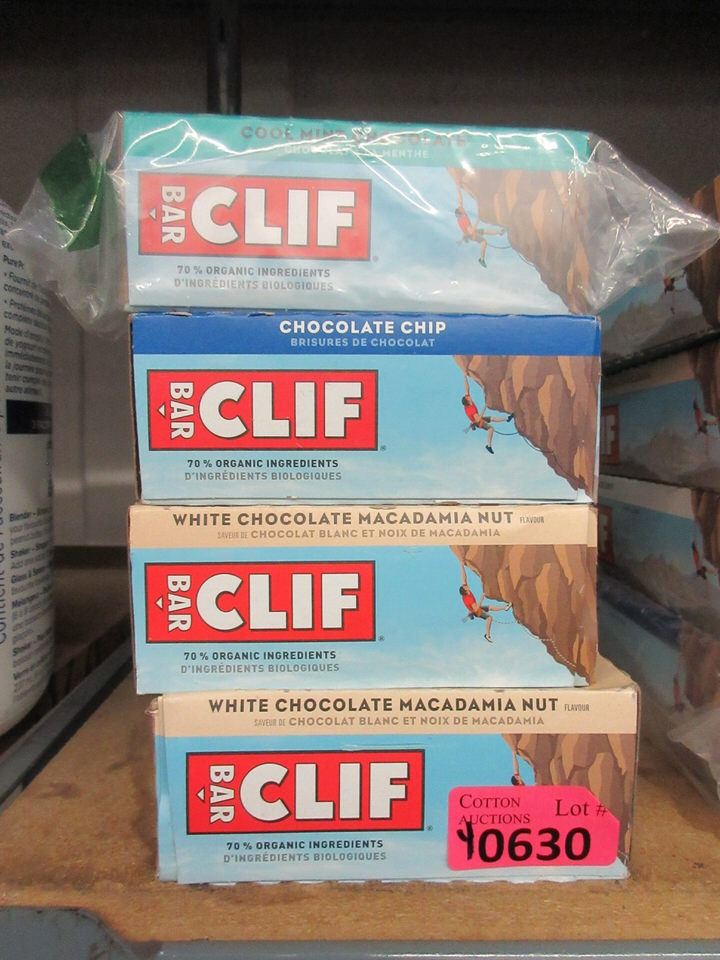 COOL MINT CHOCOLATE
CHOCOLAT MENTHE
CLIF
BAR
70 % ORGANIC INGREDIENTS
D'INGRÉDIENTS BIOLOGIQUES
CHOCOLATE CHIP
BRISURES DE CHOCOLAT
CLIF
BAR
70 % ORGANIC INGREDIENTS
D'INGRÉDIENTS BIOLOGIQUES
WHITE CHOCOLATE MACADAMIA NUT FLAVOUR
SAVEUR DE CHOCOLAT BLANC ET NOIX DE MACADAMIA
CLIF
BAR
70 % ORGANIC INGREDIENTS
D'INGRÉDIENTS BIOLOGIQUES
WHITE CHOCOLATE MACADAMIA NUT FLAVOUR
SAVEUR DE CHOCOLAT BLANC ET NOIX DE MACADAMIA
CLIF
BAR
70 % ORGANIC INGREDIENTS
D'INGRÉDIENTS BIOLOGIQUES
COTTON AUCTIONS
Lot #
40630